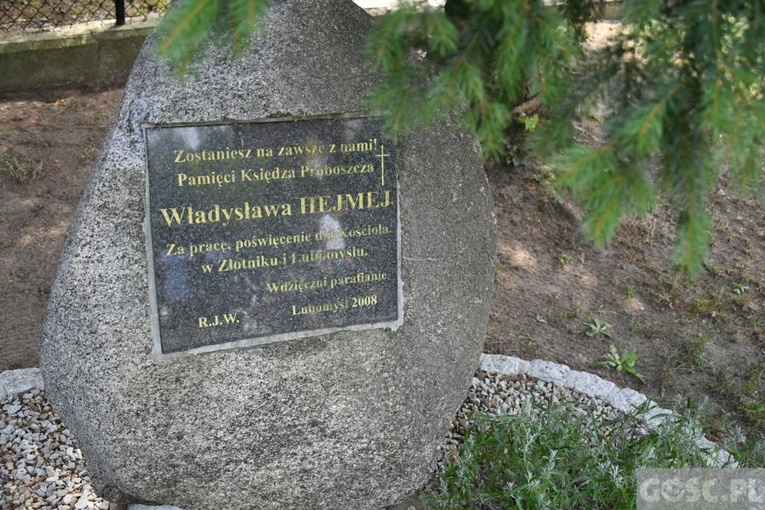 Zostaniesz na zawsze z nami!
Pamięci Księdza Proboszcza
Władysława HEJMEJ
Za pracę, poświęcenie dla Kościoła
w Złotniku i Lubomyślu,
Wdzięczni parafianie
R.J.W. Lubomyśl 2008
GOŚĆ.PL